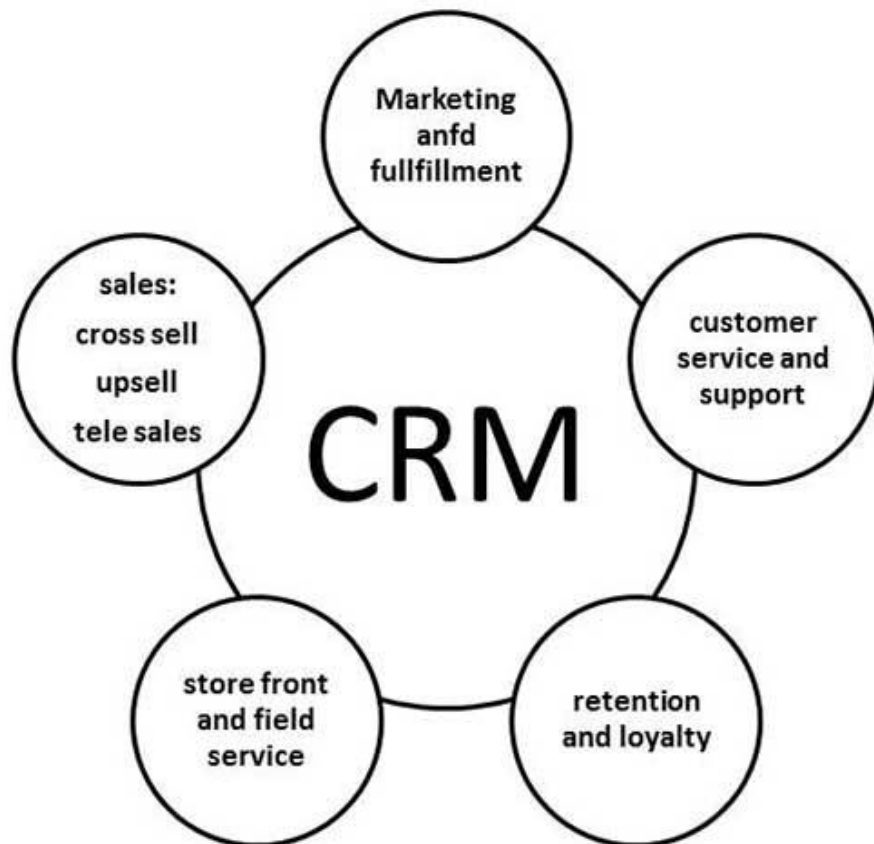 Marketing
anfd
fullfillment
sales:
cross sell
upsell
tele sales
customer
service and
support
CRM
store front
and field
service
retention
and loyalty